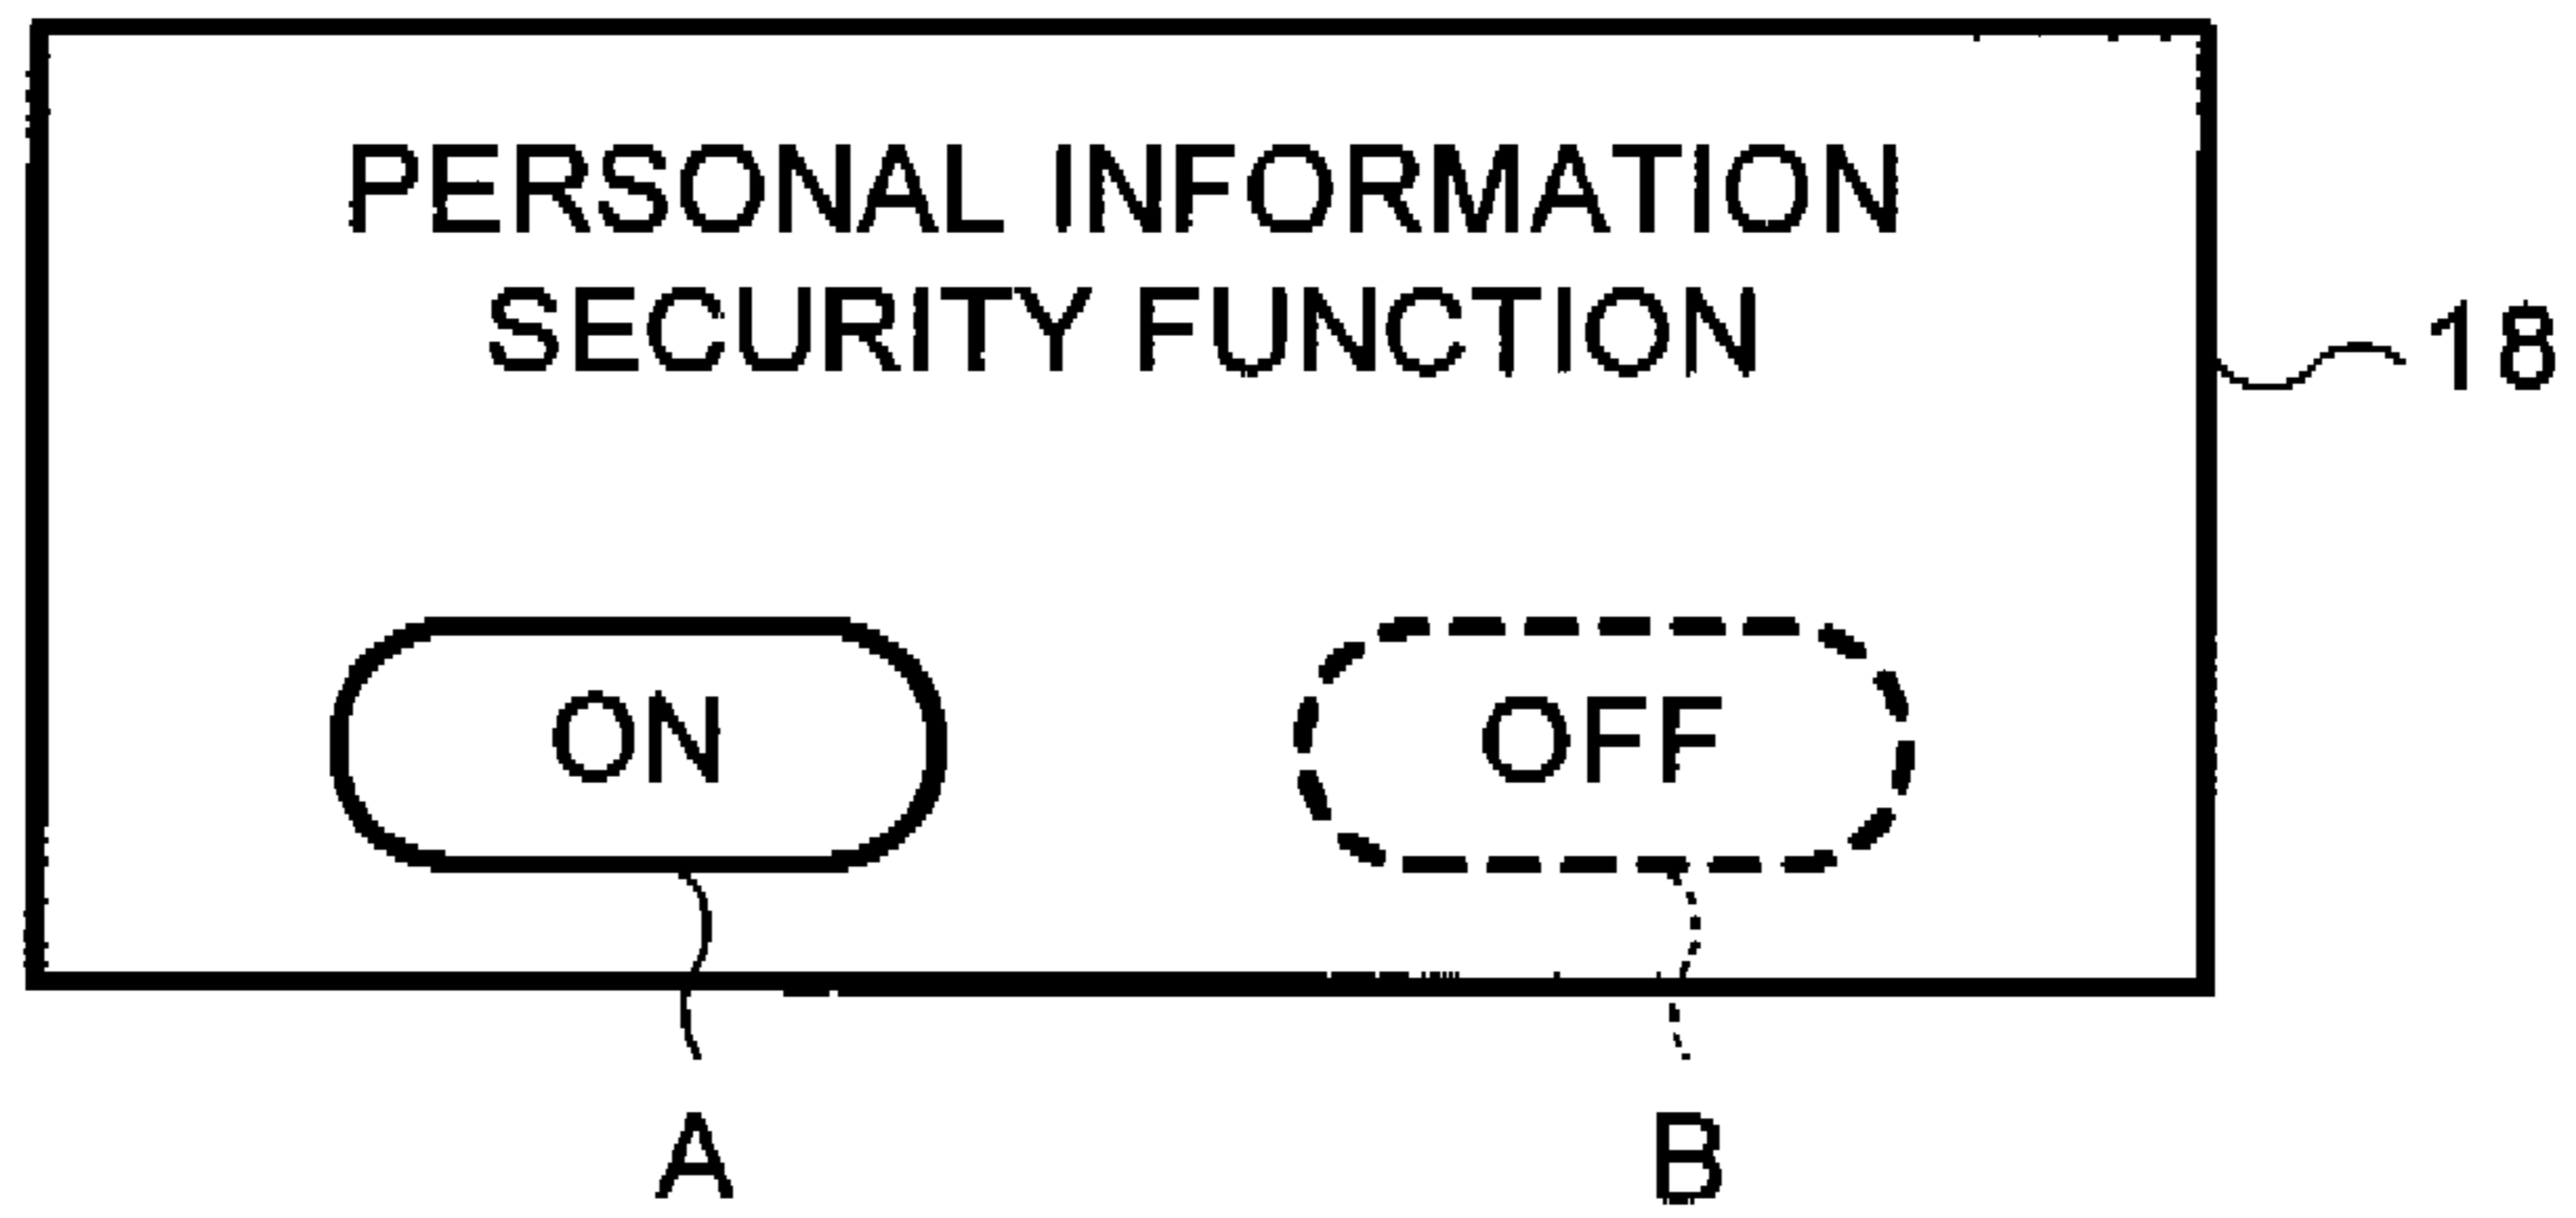 PERSONAL INFORMATION
SECURITY FUNCTION
18
ON OFF
A B